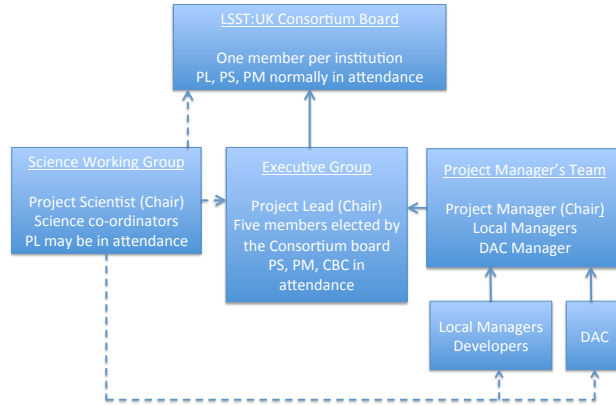 LSST:UK Consortium Board
One member per institution
PL, PS, PM normally in attendance
Science Working Group
Project Scientist (Chair)
Science co-ordinators
PL may be in attendance
Executive Group
Project Lead (Chair)
Five members elected by
the Consortium board
PS, PM, CBC in
attendance
Project Manager's Team
Project Manager (Chair)
Local Managers
DAC Manager
Local Managers
Developers
DAC